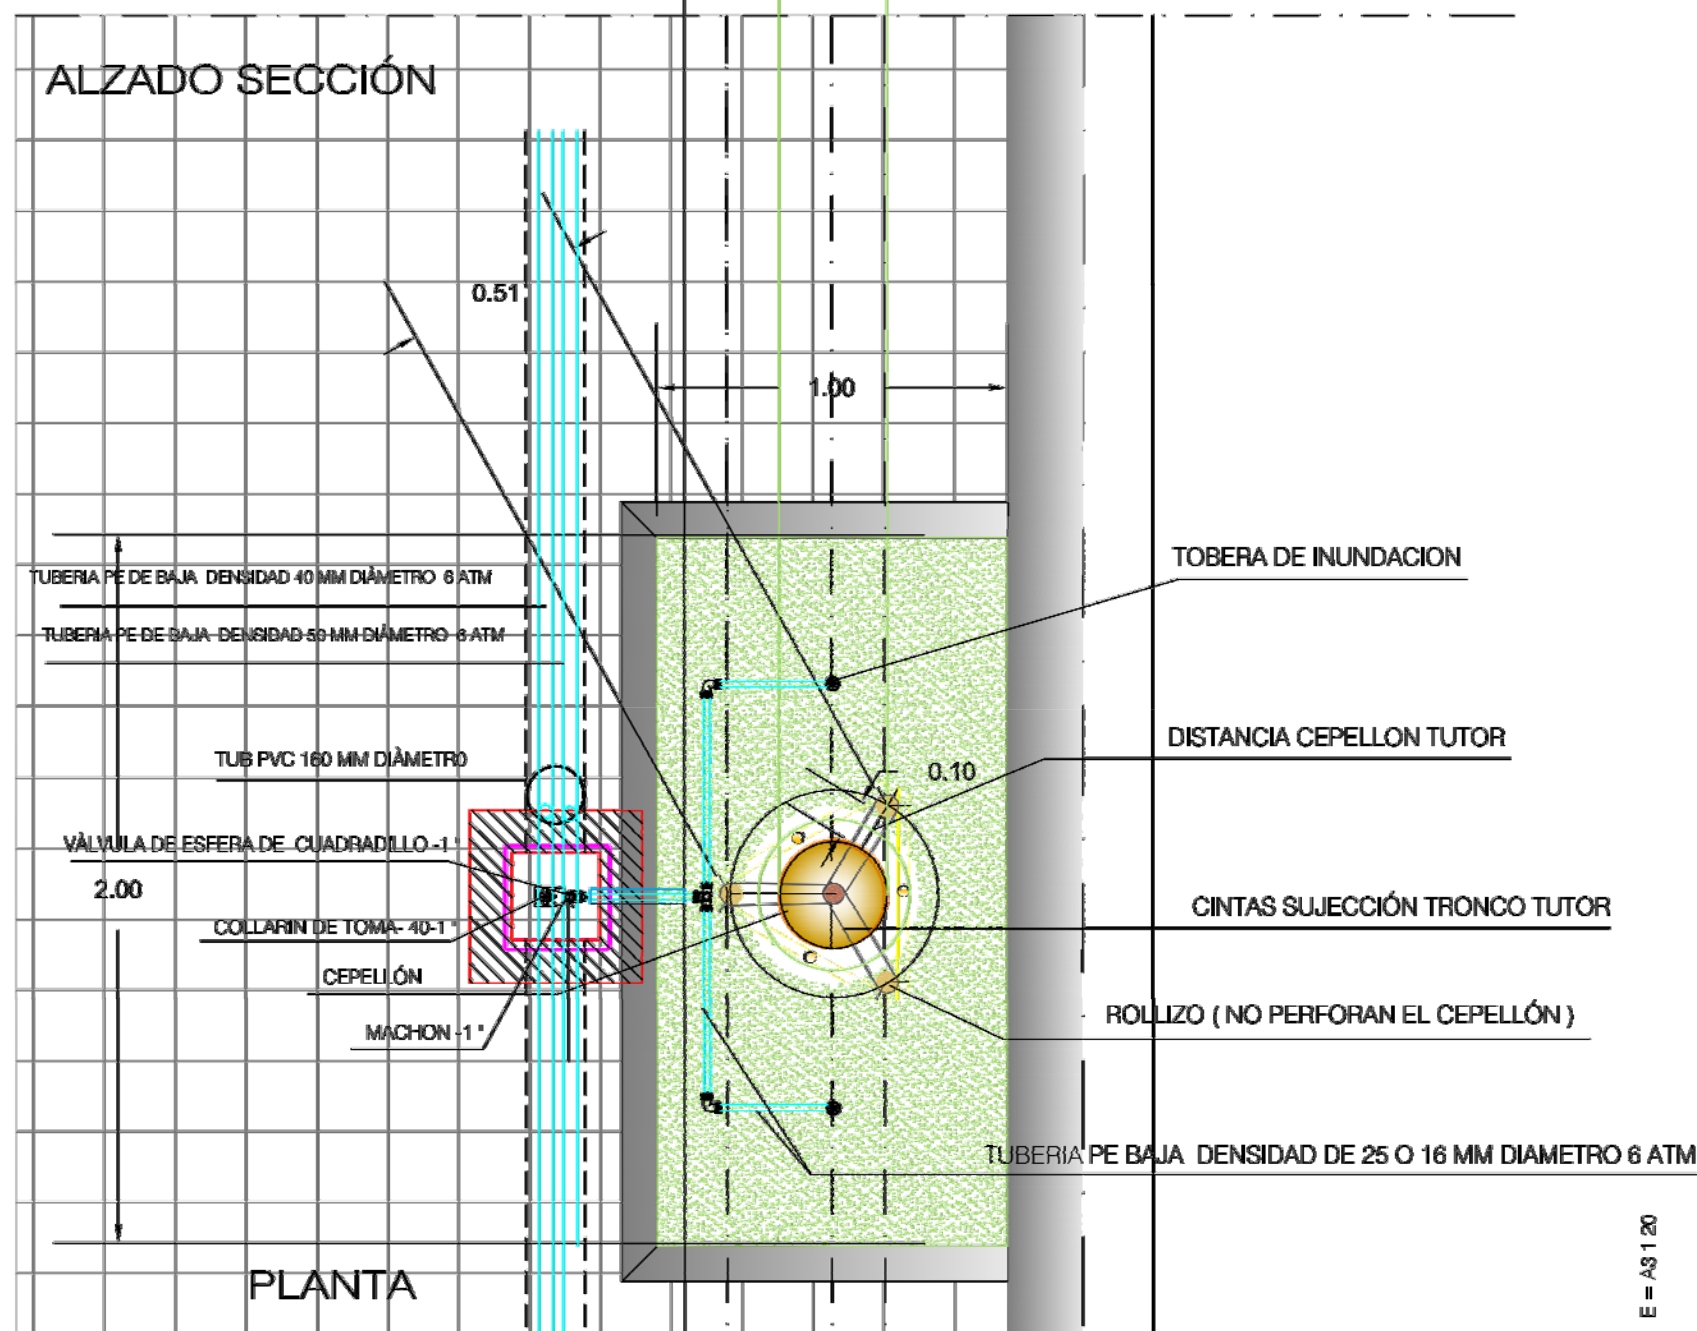 ALZADO SECCIÓN
0.51
1.00
TUBERIA PE DE BAJA DENSIDAD 40 MM DIÀMETRO 6 ATM
TUBERIA PE DE BAJA DENSIDAD 50 MM DIÀMETRO 6 ATM
TOBERA DE INUNDACION
DISTANCIA CEPELLON TUTOR
TUB PVC 160 MM DIÀMETRO
0.10
VÀLVULA DE ESFERA DE CUADRADILLO -1 "
2.00
CINTAS SUJECCIÓN TRONCO TUTOR
COLLARIN DE TOMA- 40-1 "
CEPELLÓN
ROLLIZO ( NO PERFORAN EL CEPELLÓN )
MACHON -1 "
TUBERIA PE BAJA DENSIDAD DE 25 O 16 MM DIAMETRO 6 ATM
PLANTA
E = A3 1 20